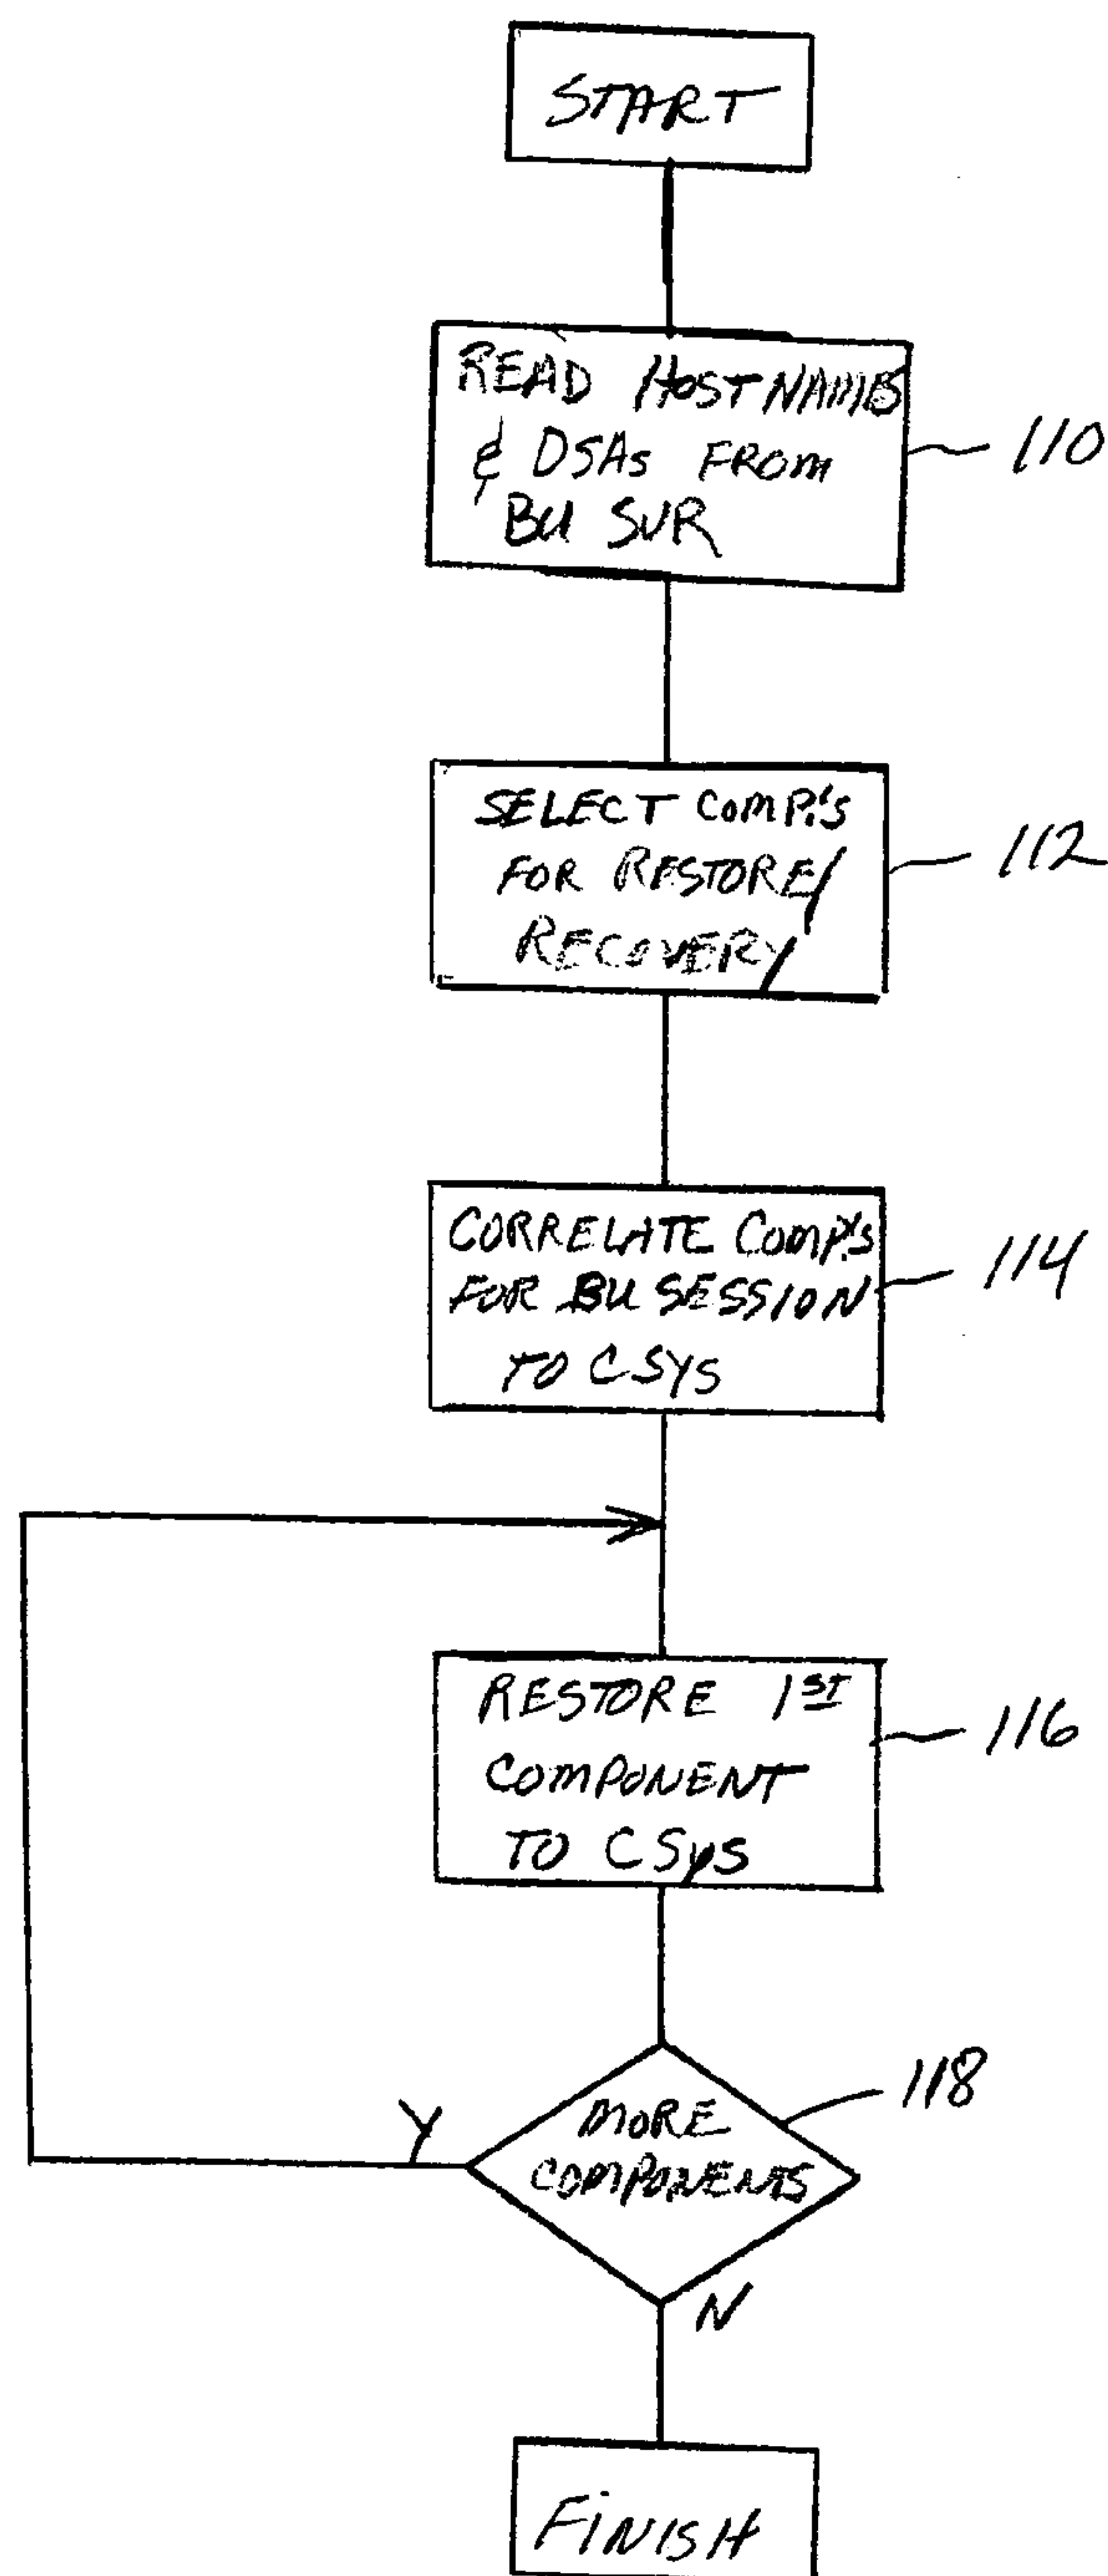 START
READ HOSTNAME
& DSAs FROM
BU SVR
110
SELECT COMP.'s
FOR RESTORE/
RECOVERY
112
CORRELATE COMP.'s
FOR BU SESSION
TO CSYS
114
RESTORE 1ST
COMPONENT
TO CSys
116
MORE
COMPONENTS
118
Y
N
FINISH